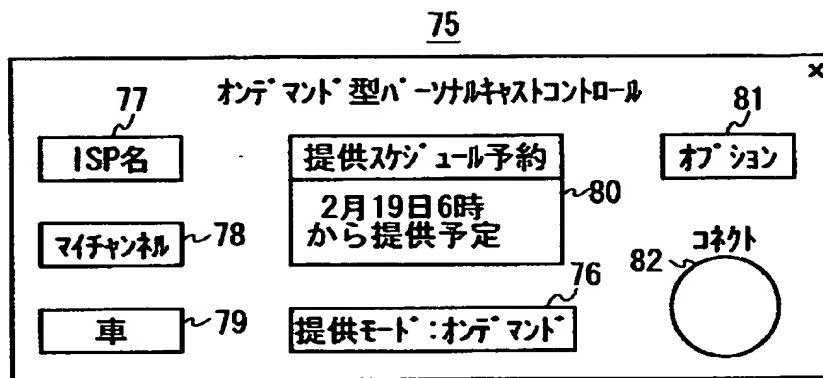 75
×
オンデマンド型パーソナルキャストコントロール
77
81
ISP名
提供スケジュール予約
オプション
2月19日6時
から提供予定
80
マイチャンネル
78
コネクト
82
76
車
79
提供モード:オンデマンド